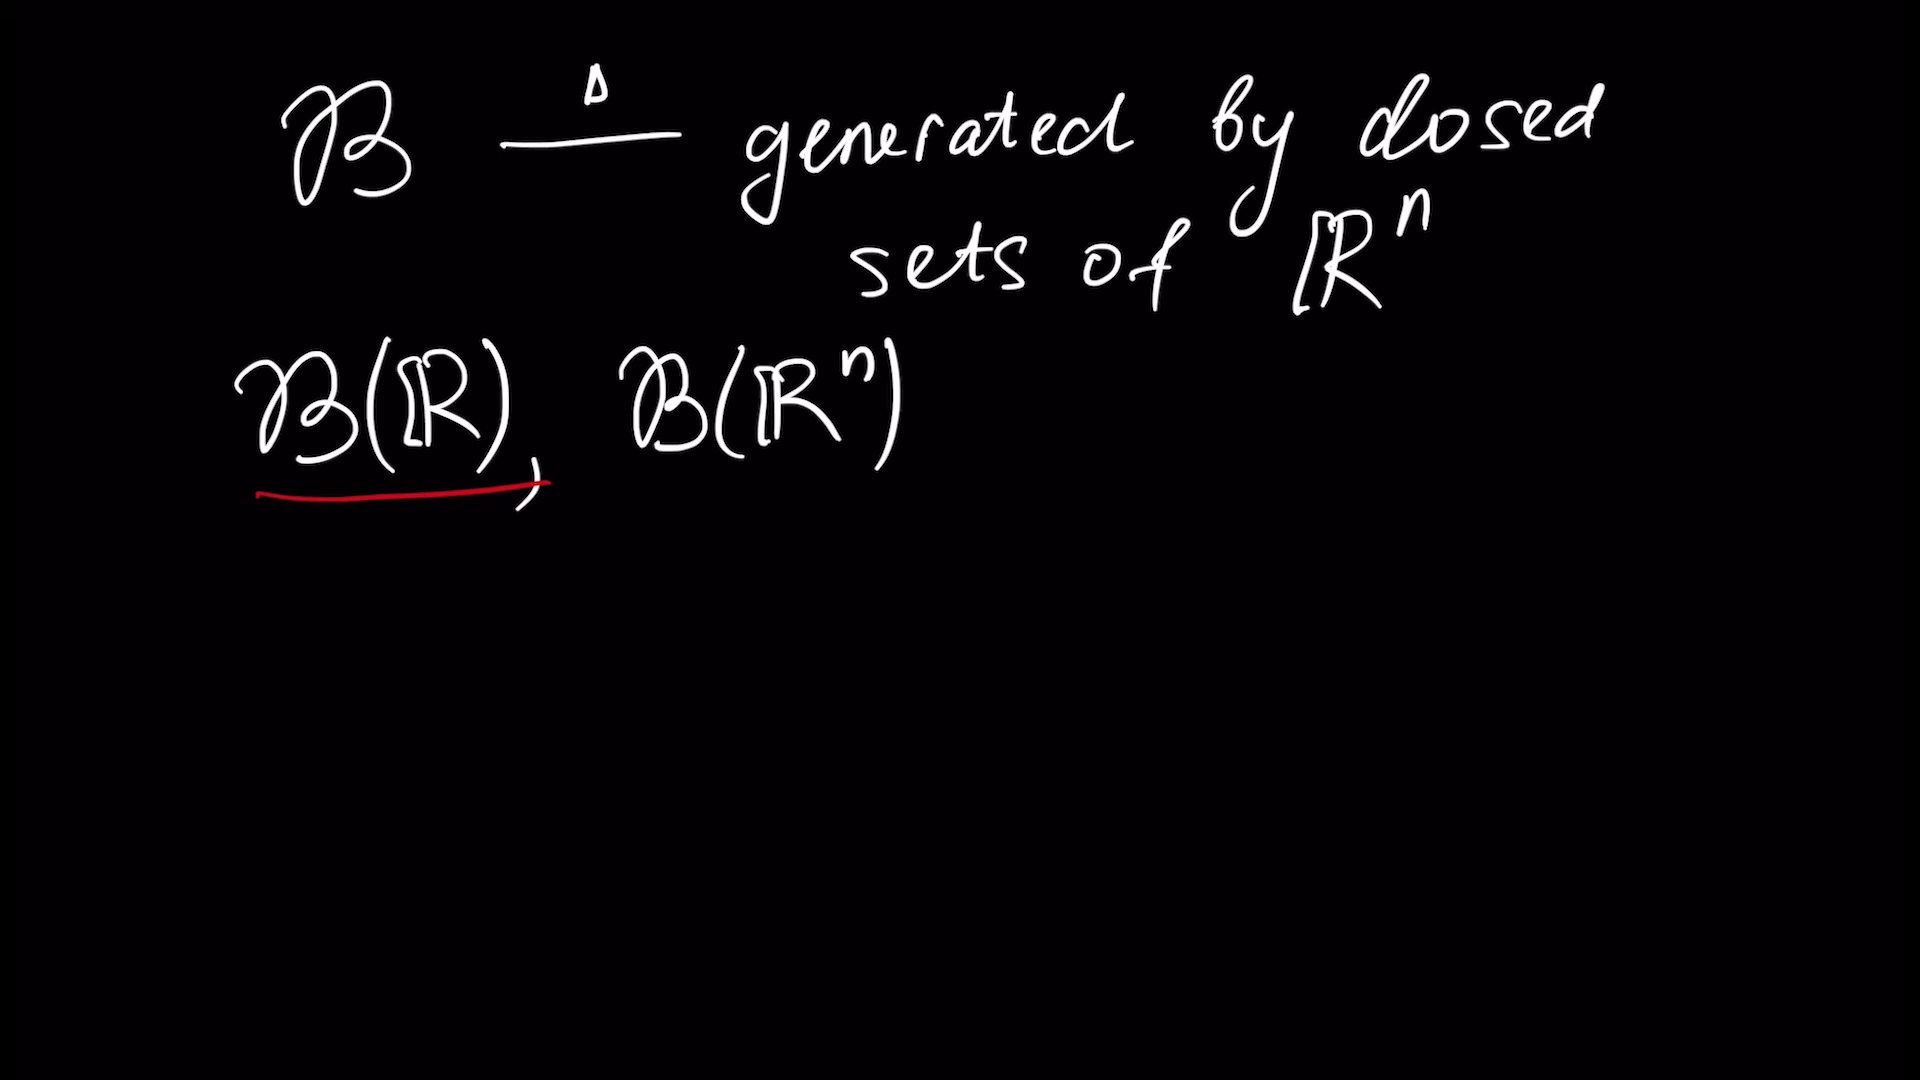 ℬ —^Δ generated by closed
sets of ℝⁿ
ℬ(ℝ), ℬ(ℝⁿ)